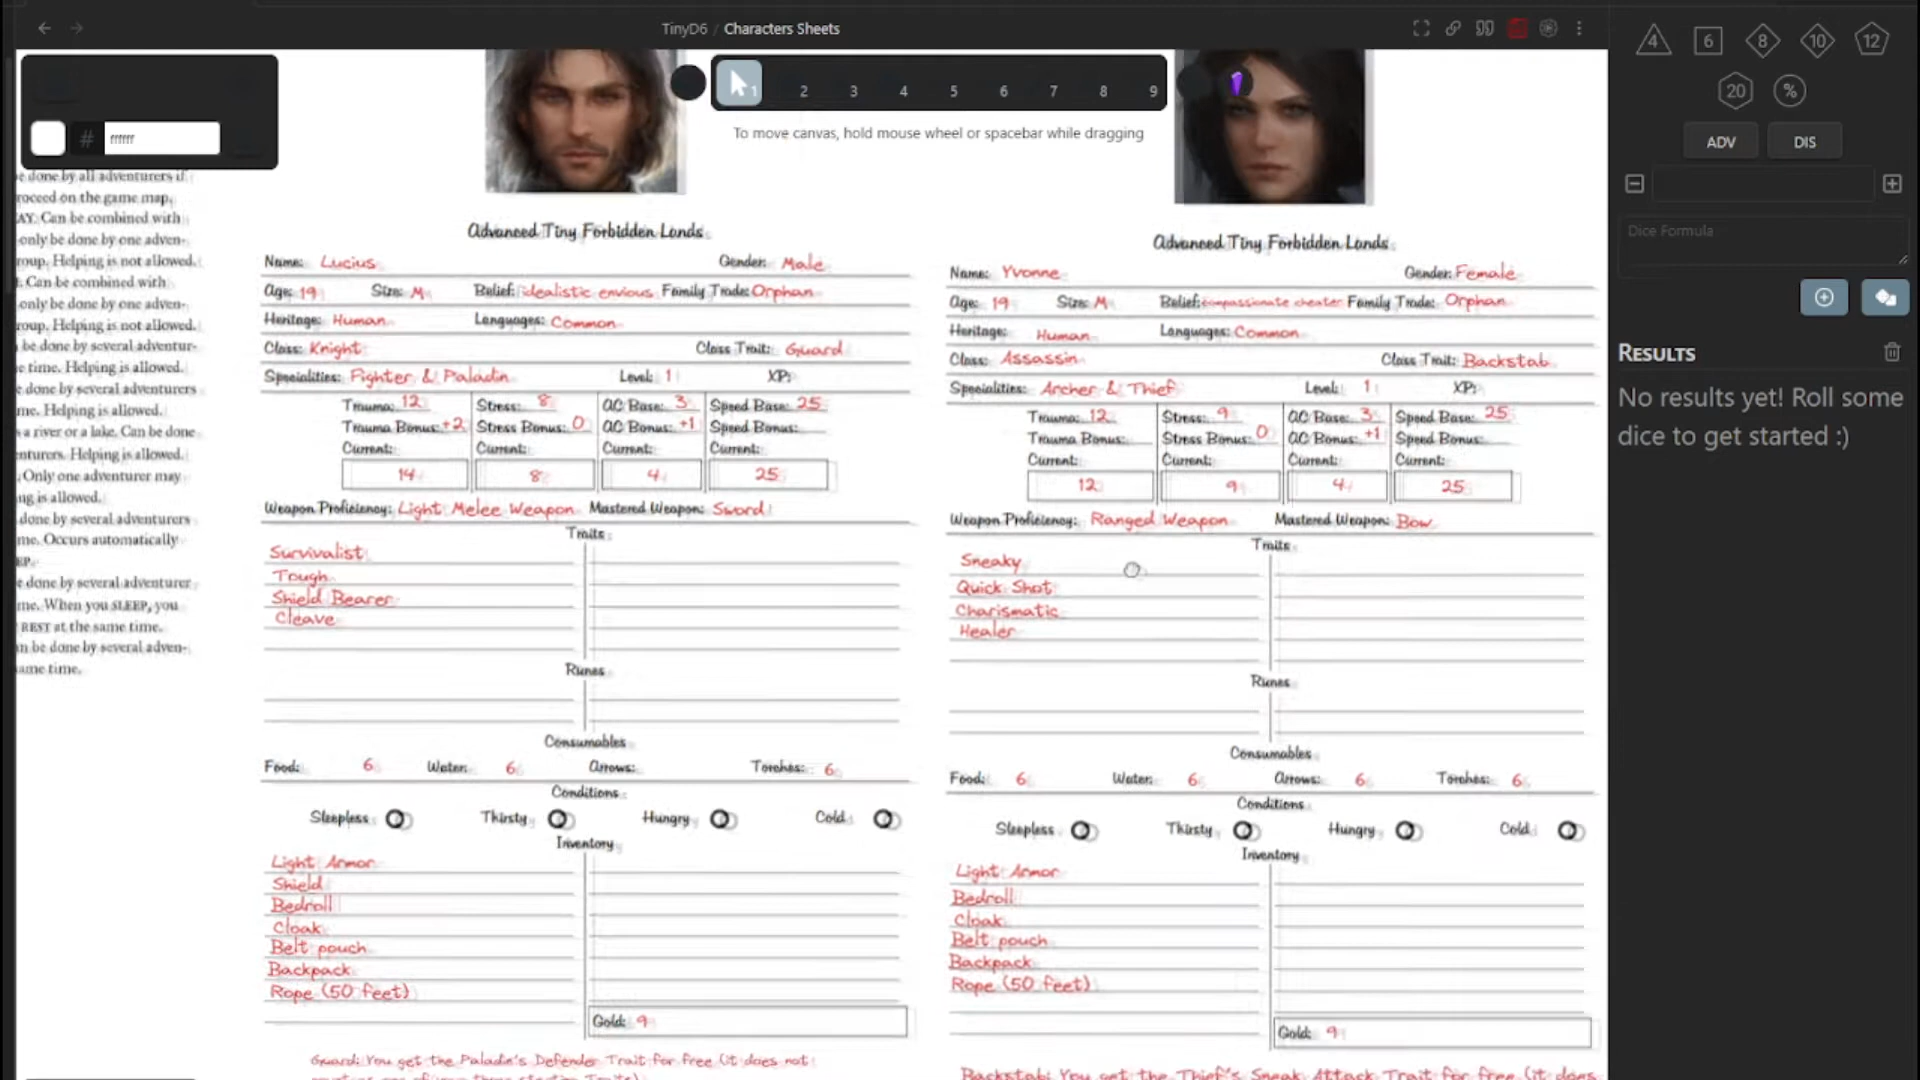 TinyD6 / Characters Sheets
1 2 3 4 5 6 7 8 9
To move canvas, hold mouse wheel or spacebar while dragging
# ffffff
done by all adventurers if
roceed on the game map.
AY. Can be combined with
only be done by one adven-
roup. Helping is not allowed.
Can be combined with
only be done by one adven-
roup. Helping is not allowed.
be done by several adventur-
e time. Helping is allowed.
done by several adventurers
me. Helping is allowed.
a river or a lake. Can be done
enturers. Helping is allowed.
Only one adventurer may
ng is allowed.
done by several adventurers
me. Occurs automatically
EP.
e done by several adventurer
me. When you SLEEP, you
REST at the same time.
n be done by several adven-
ame time.
Advanced Tiny Forbidden Lands
Name: Lucius Gender: Male
Age: 19 Size: M Belief: idealistic envious Family Trade: Orphan
Heritage: Human Languages: Common
Class: Knight Class Trait: Guard
Specialities: Fighter & Paladin Level: 1 XP:
Trauma: 12 Stress: 8 AC Base: 3 Speed Base: 25
Trauma Bonus: +2 Stress Bonus: 0 AC Bonus: +1 Speed Bonus:
Current: Current: Current: Current:
14 8 4 25
Weapon Proficiency: Light Melee Weapon Mastered Weapon: Sword
Traits
Survivalist
Tough
Shield Bearer
Cleave
Runes
Consumables
Food: 6 Water: 6 Arrows: Torches: 6
Conditions
Sleepless Thirsty Hungry Cold
Inventory
Light Armor
Shield
Bedroll
Cloak
Belt pouch
Backpack
Rope (50 feet)
Gold: 9
Guard: You get the Paladin's Defender Trait for free (it does not
Advanced Tiny Forbidden Lands
Name: Yvonne Gender: Female
Age: 19 Size: M Belief: compassionate cheater Family Trade: Orphan
Heritage: Human Languages: Common
Class: Assassin Class Trait: Backstab
Specialities: Archer & Thief Level: 1 XP:
Trauma: 12 Stress: 9 AC Base: 3 Speed Base: 25
Trauma Bonus: Stress Bonus: 0 AC Bonus: +1 Speed Bonus:
Current: Current: Current: Current:
12 9 4 25
Weapon Proficiency: Ranged Weapon Mastered Weapon: Bow
Traits
Sneaky
Quick Shot
Charismatic
Healer
Runes
Consumables
Food: 6 Water: 6 Arrows: 6 Torches: 6
Conditions
Sleepless Thirsty Hungry Cold
Inventory
Light Armor
Bedroll
Cloak
Belt pouch
Backpack
Rope (50 feet)
Gold: 9
Backstab: You get the Thief's Sneak Attack Trait for free (it does
4 6 8 10 12
20 %
ADV DIS
Dice Formula
RESULTS
No results yet! Roll some
dice to get started :)